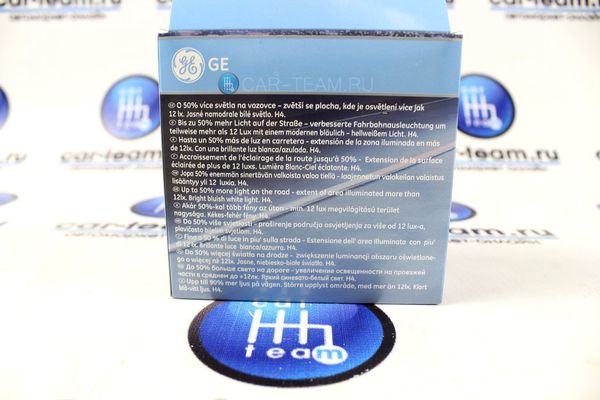 GE
CAR-TEAM.RU
O 50% více světla na vozovce – zvětší se plocha, kde je osvětlení více jak
12 lx. Jasné namodralé bílé světlo. H4.
Bis zu 50% mehr Licht auf der Straße – verbesserte Fahrbahnausleuchtung um
teilweise mehr als 12 Lux mit einem modernen bläulich – hellweißem Licht. H4.
Hasta un 50% más de luz en carretera – extensión de la zona iluminada en más
de 12lx. Con una brillante luz blanca/azulada. H4.
Accroissement de l'éclairage de la route jusqu'à 50% - Extension de la surface
éclairée de plus de 12 luxs. Lumière Blanc-Ciel éclatante. H4.
Jopa 50% enemmän sinertävän valkoista valoa tiellä - laajennetun valokeilan valaistus
lisääntyy yli 12 luxia, H4.
Up to 50% more light on the road - extent of area illuminated more than
12lx. Bright bluish white light. H4.
Akár 50%-kal több fény az úton – min. 12 lux megvilágítású terület
nagysága. Kékes-fehér fény. H4.
Do 50% više svjetlosti – proširenje područja osvjetljenja za više od 12 lux-a,
plavičasto bijelom svjetlom. H4.
Fino a 50 % di luce in piu' sulla strada - Estensione dell' area illuminata con piu'
di 12 lx. Brillante luce bianca/azzurra. H4.
Do 50% więcej światła na drodze – zwiększenie luminancji obszaru oświetlane-
go o więcej niż 12lx. Jasne, niebiesko-białe światło. H4.
До 50% больше света на дороге - увеличение освещенности на проезжей
части в среднем до +12лк. Яркий синевато-белый свет. H4.
Upp till 50% mer ljus på vägen. Större upplyst område, med mer än 12lx. Klart
blå-vitt ljus. H4.
car
team